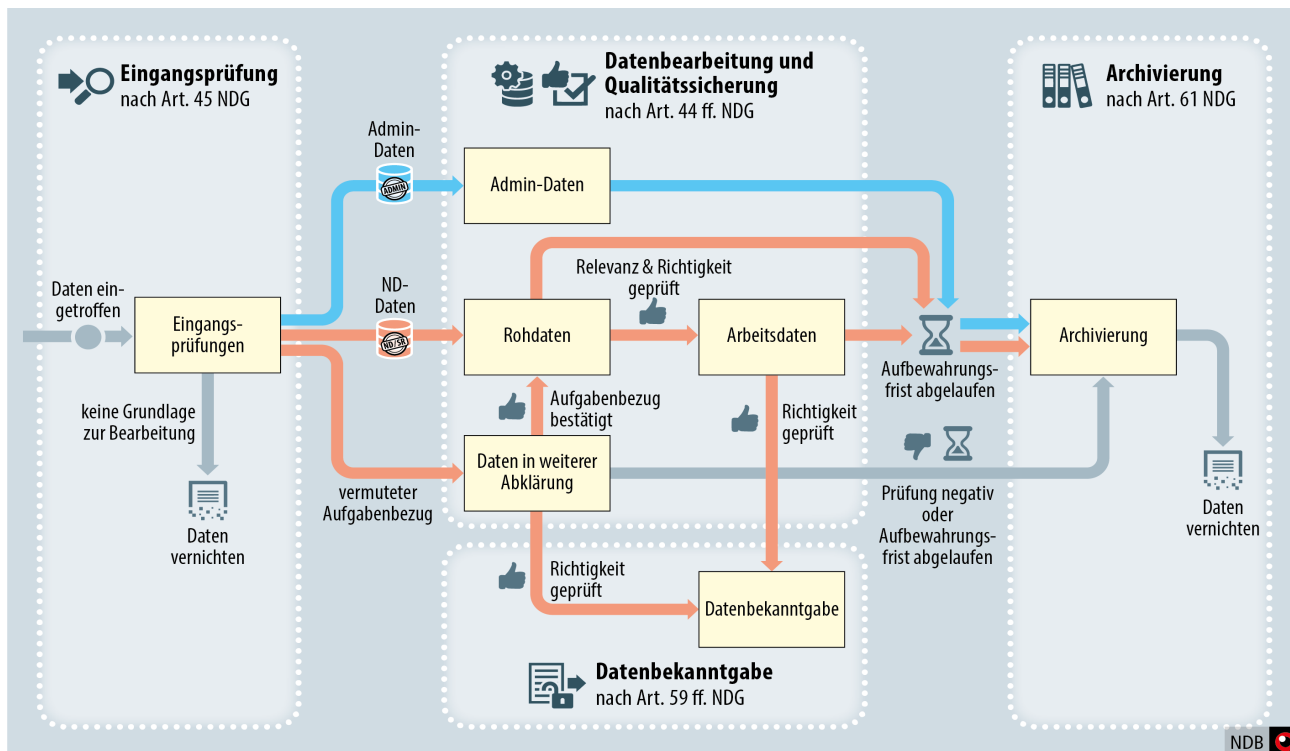 Eingangsprüfung
nach Art. 45 NDG
Datenbearbeitung und
Qualitätssicherung
nach Art. 44 ff. NDG
Archivierung
nach Art. 61 NDG
Admin-
Daten
ADMIN
Admin-Daten
Daten ein-
getroffen
Eingangs-
prüfungen
ND-
Daten
ND/SR
Rohdaten
Relevanz & Richtigkeit
geprüft
Arbeitsdaten
Aufbewahrungs-
frist abgelaufen
Archivierung
keine Grundlage
zur Bearbeitung
Daten
vernichten
vermuteter
Aufgabenbezug
Aufgabenbezug
bestätigt
Daten in weiterer
Abklärung
Richtigkeit
geprüft
Prüfung negativ
oder
Aufbewahrungs-
frist abgelaufen
Daten
vernichten
Richtigkeit
geprüft
Datenbekanntgabe
Datenbekanntgabe
nach Art. 59 ff. NDG
NDB